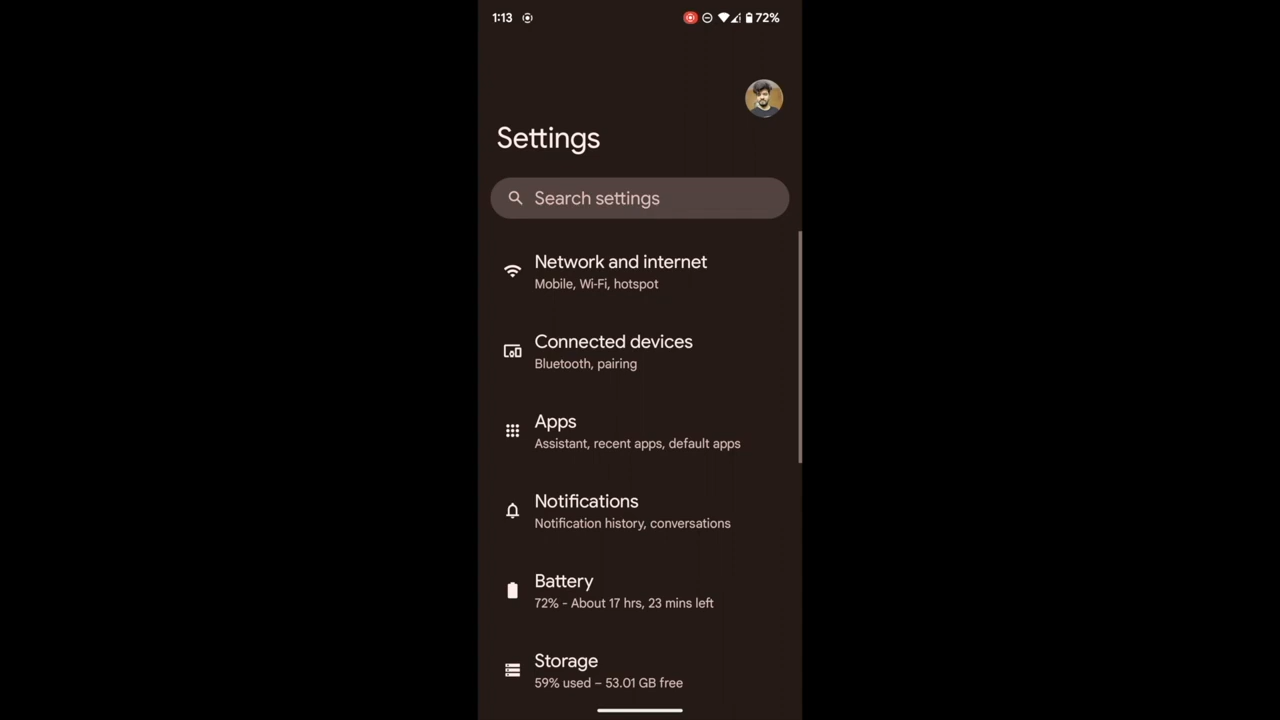 1:13
72%
Settings
Search settings
Network and internet
Mobile, Wi-Fi, hotspot
Connected devices
Bluetooth, pairing
Apps
Assistant, recent apps, default apps
Notifications
Notification history, conversations
Battery
72% - About 17 hrs, 23 mins left
Storage
59% used – 53.01 GB free